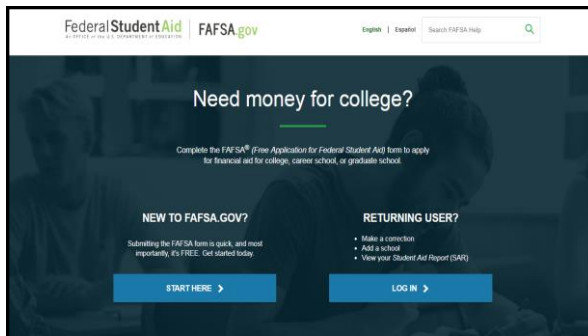 Federal Student Aid
An OFFICE of the U.S. DEPARTMENT of EDUCATION
FAFSA.gov
English | Español
Search FAFSA Help
Need money for college?
Complete the FAFSA® (Free Application for Federal Student Aid) form to apply
for financial aid for college, career school, or graduate school.
NEW TO FAFSA.GOV?
Submitting the FAFSA form is quick, and most
importantly, it's FREE. Get started today.
START HERE
RETURNING USER?
• Make a correction
• Add a school
• View your Student Aid Report (SAR)
LOG IN